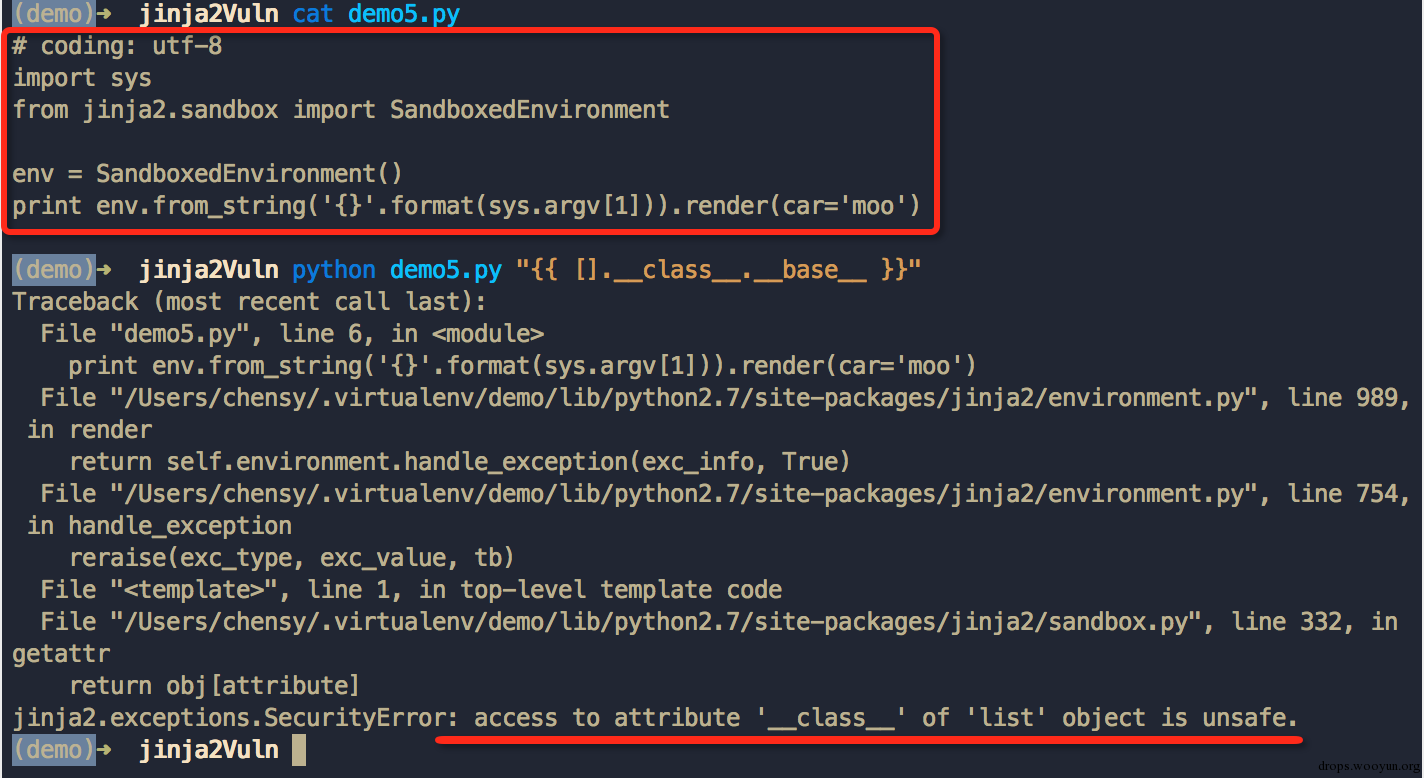 (demo)➜  jinja2Vuln cat demo5.py
# coding: utf-8
import sys
from jinja2.sandbox import SandboxedEnvironment
env = SandboxedEnvironment()
print env.from_string('{}'.format(sys.argv[1])).render(car='moo')
(demo)➜  jinja2Vuln python demo5.py "{{ [].__class__.__base__ }}"
Traceback (most recent call last):
  File "demo5.py", line 6, in <module>
    print env.from_string('{}'.format(sys.argv[1])).render(car='moo')
  File "/Users/chensy/.virtualenv/demo/lib/python2.7/site-packages/jinja2/environment.py", line 989,
 in render
    return self.environment.handle_exception(exc_info, True)
  File "/Users/chensy/.virtualenv/demo/lib/python2.7/site-packages/jinja2/environment.py", line 754,
 in handle_exception
    reraise(exc_type, exc_value, tb)
  File "<template>", line 1, in top-level template code
  File "/Users/chensy/.virtualenv/demo/lib/python2.7/site-packages/jinja2/sandbox.py", line 332, in
getattr
    return obj[attribute]
jinja2.exceptions.SecurityError: access to attribute '__class__' of 'list' object is unsafe.
(demo)➜  jinja2Vuln
drops.wooyun.org